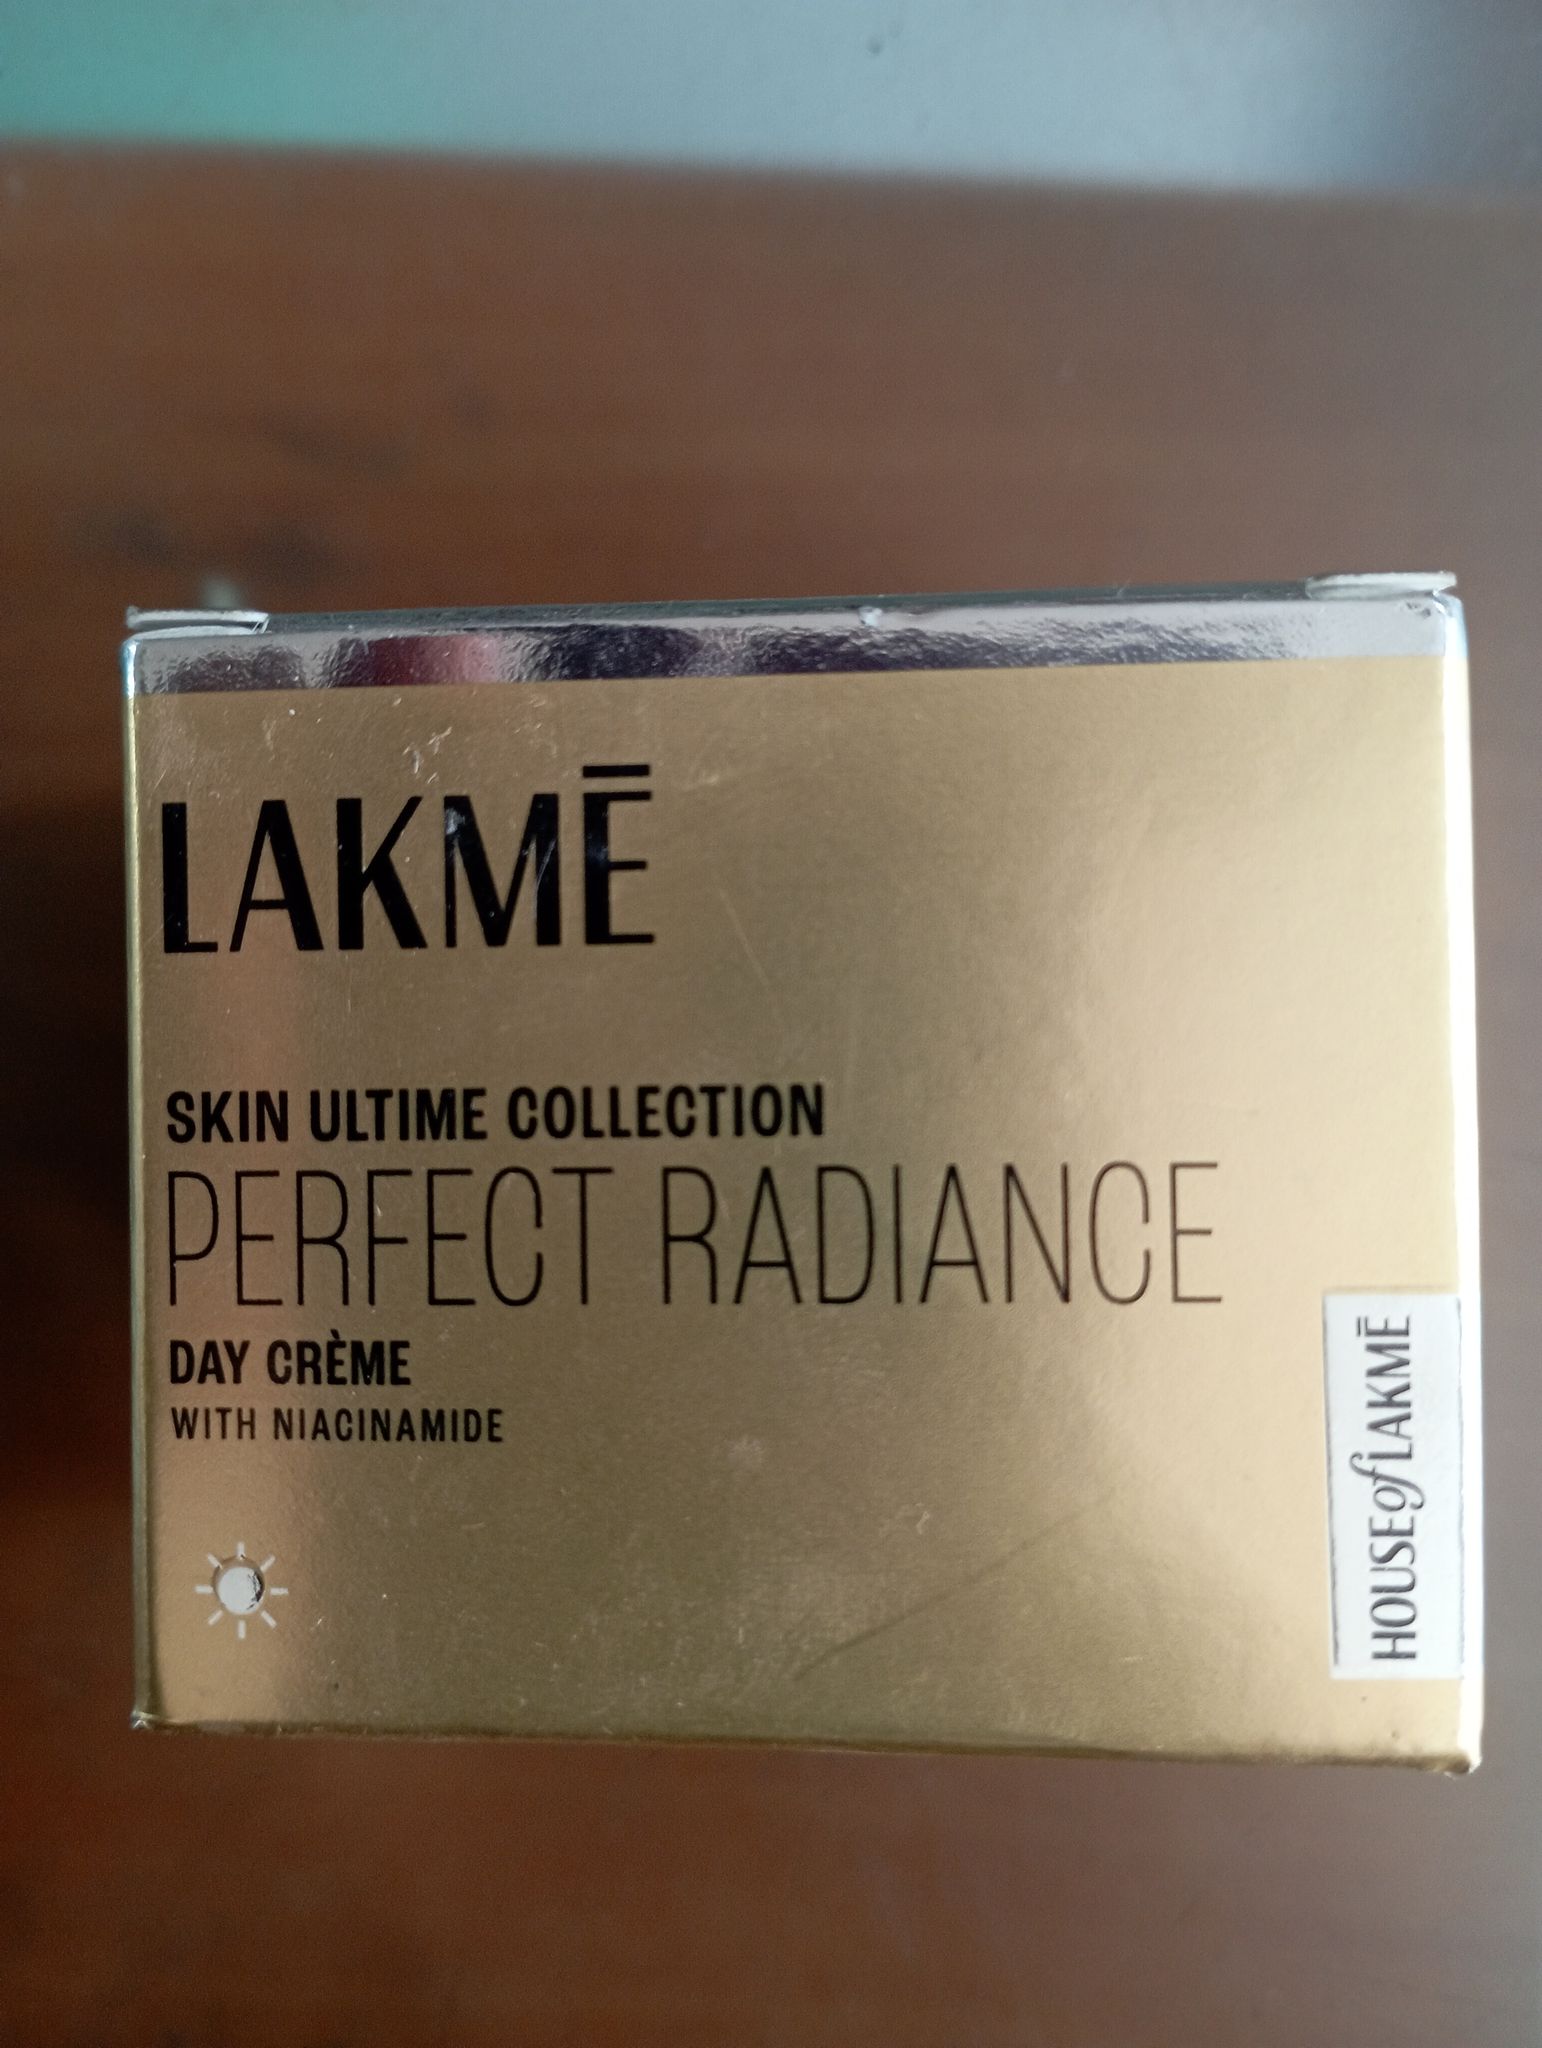 LAKMĒ
SKIN ULTIME COLLECTION
PERFECT RADIANCE
DAY CRÈME
WITH NIACINAMIDE
HOUSE of LAKMĒ